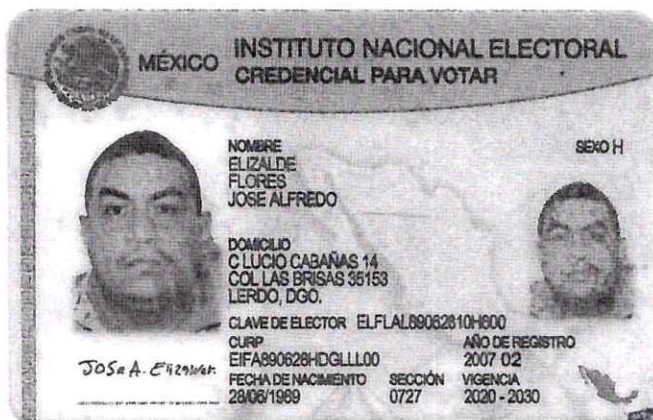 MÉXICO INSTITUTO NACIONAL ELECTORAL
CREDENCIAL PARA VOTAR
NOMBRE SEXO H
ELIZALDE
FLORES
JOSE ALFREDO
DOMICILIO
C LUCIO CABAÑAS 14
COL LAS BRISAS 35153
LERDO, DGO.
CLAVE DE ELECTOR ELFLAL89062810H600
CURP AÑO DE REGISTRO
EIFA890628HDGLLL00 2007 02
FECHA DE NACIMIENTO SECCIÓN VIGENCIA
28/06/1989 0727 2020 - 2030
JOSe A.